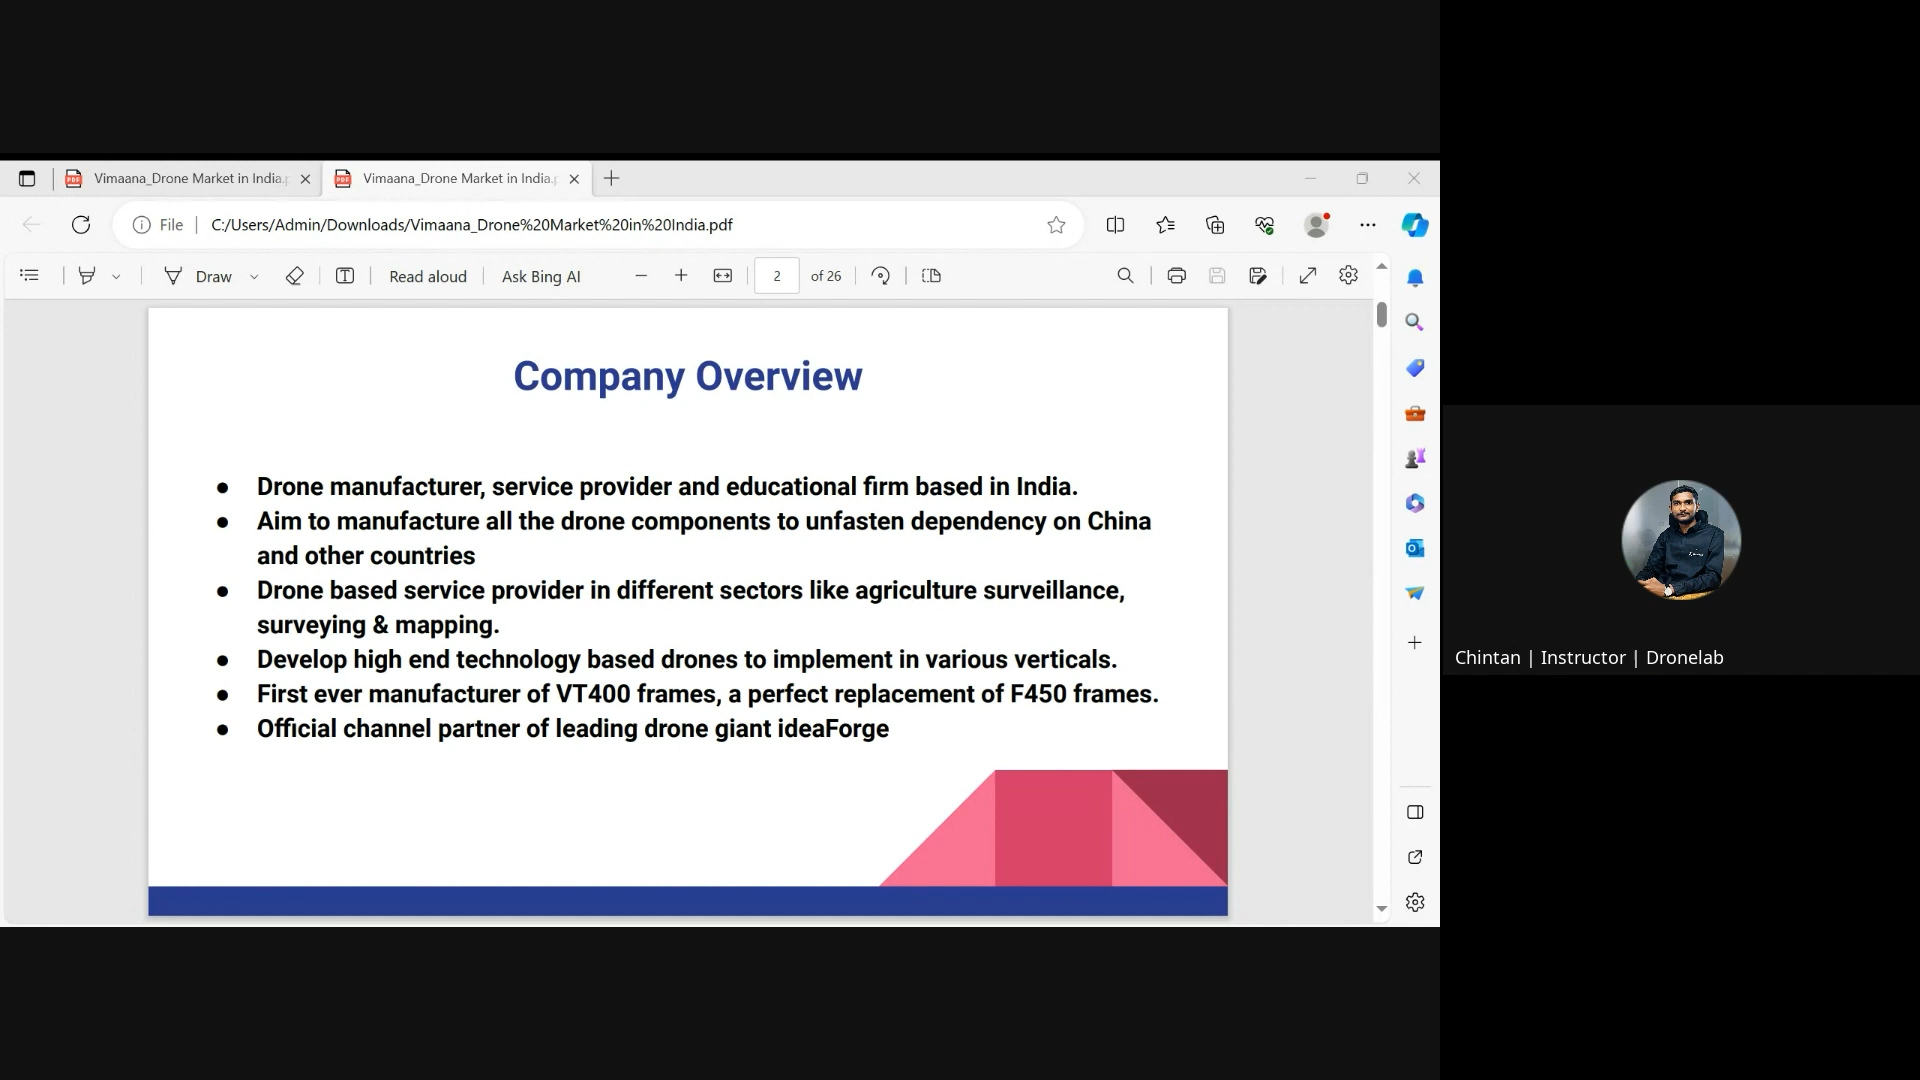 Vimaana_Drone Market in India.p
Vimaana_Drone Market in India.p
File
C:/Users/Admin/Downloads/Vimaana_Drone%20Market%20in%20India.pdf
Draw
Read aloud
Ask Bing AI
2
of 26
Company Overview
● Drone manufacturer, service provider and educational firm based in India.
● Aim to manufacture all the drone components to unfasten dependency on China
and other countries
● Drone based service provider in different sectors like agriculture surveillance,
surveying & mapping.
● Develop high end technology based drones to implement in various verticals.
● First ever manufacturer of VT400 frames, a perfect replacement of F450 frames.
● Official channel partner of leading drone giant ideaForge
Chintan | Instructor | Dronelab